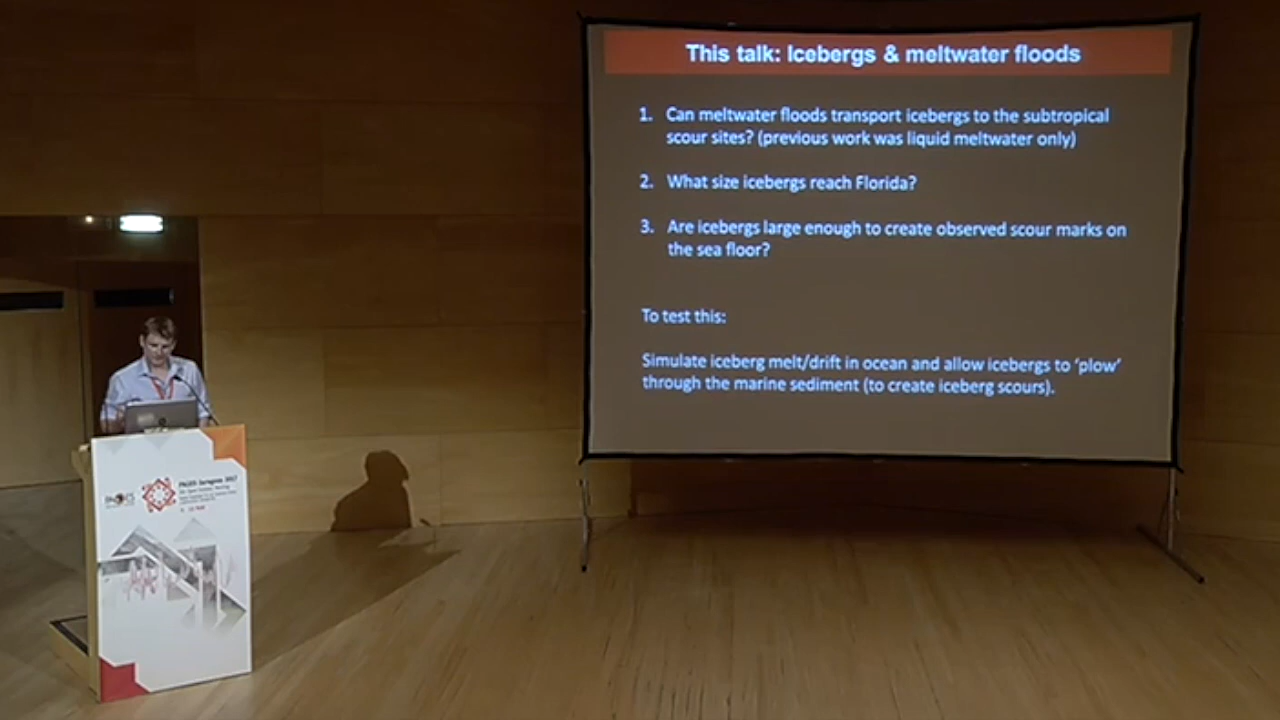 This talk: Icebergs & meltwater floods
1. Can meltwater floods transport icebergs to the subtropical
scour sites? (previous work was liquid meltwater only)
2. What size icebergs reach Florida?
3. Are icebergs large enough to create observed scour marks on
the sea floor?
To test this:
Simulate iceberg melt/drift in ocean and allow icebergs to ‘plow’
through the marine sediment (to create iceberg scours).
PAGES
PAGES Zaragoza 2017